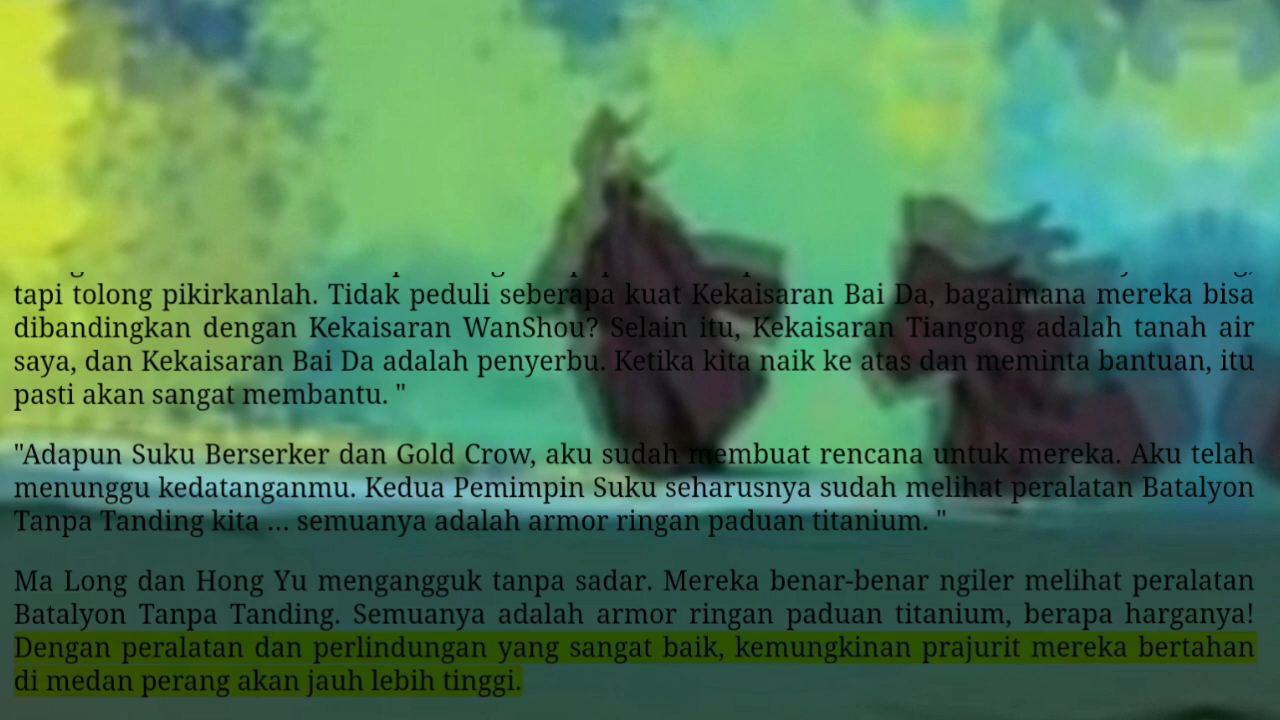 tapi tolong pikirkanlah. Tidak peduli seberapa kuat Kekaisaran Bai Da, bagaimana mereka bisa
dibandingkan dengan Kekaisaran WanShou? Selain itu, Kekaisaran Tiangong adalah tanah air
saya, dan Kekaisaran Bai Da adalah penyerbu. Ketika kita naik ke atas dan meminta bantuan, itu
pasti akan sangat membantu. "
"Adapun Suku Berserker dan Gold Crow, aku sudah membuat rencana untuk mereka. Aku telah
menunggu kedatanganmu. Kedua Pemimpin Suku seharusnya sudah melihat peralatan Batalyon
Tanpa Tanding kita ... semuanya adalah armor ringan paduan titanium. "
Ma Long dan Hong Yu mengangguk tanpa sadar. Mereka benar-benar ngiler melihat peralatan
Batalyon Tanpa Tanding. Semuanya adalah armor ringan paduan titanium, berapa harganya!
Dengan peralatan dan perlindungan yang sangat baik, kemungkinan prajurit mereka bertahan
di medan perang akan jauh lebih tinggi.